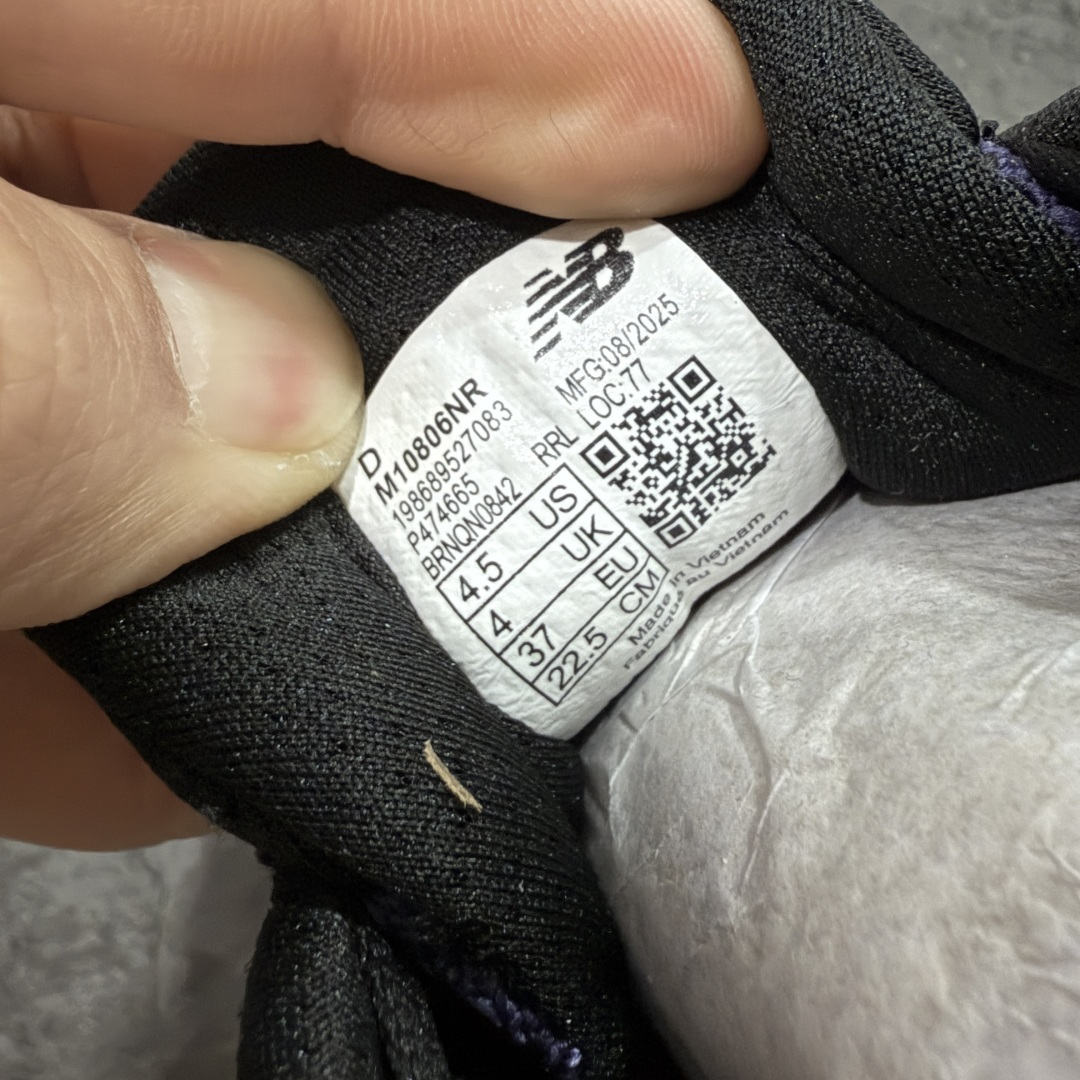 NB
MFG:08/2025
LOC:77
D
M10806NR
198689527083
P474665
BRNQN0842
RRL
4.5 US
4 UK
37 EU
22.5 CM
Made in Vietnam
Fabriqué au Vietnam